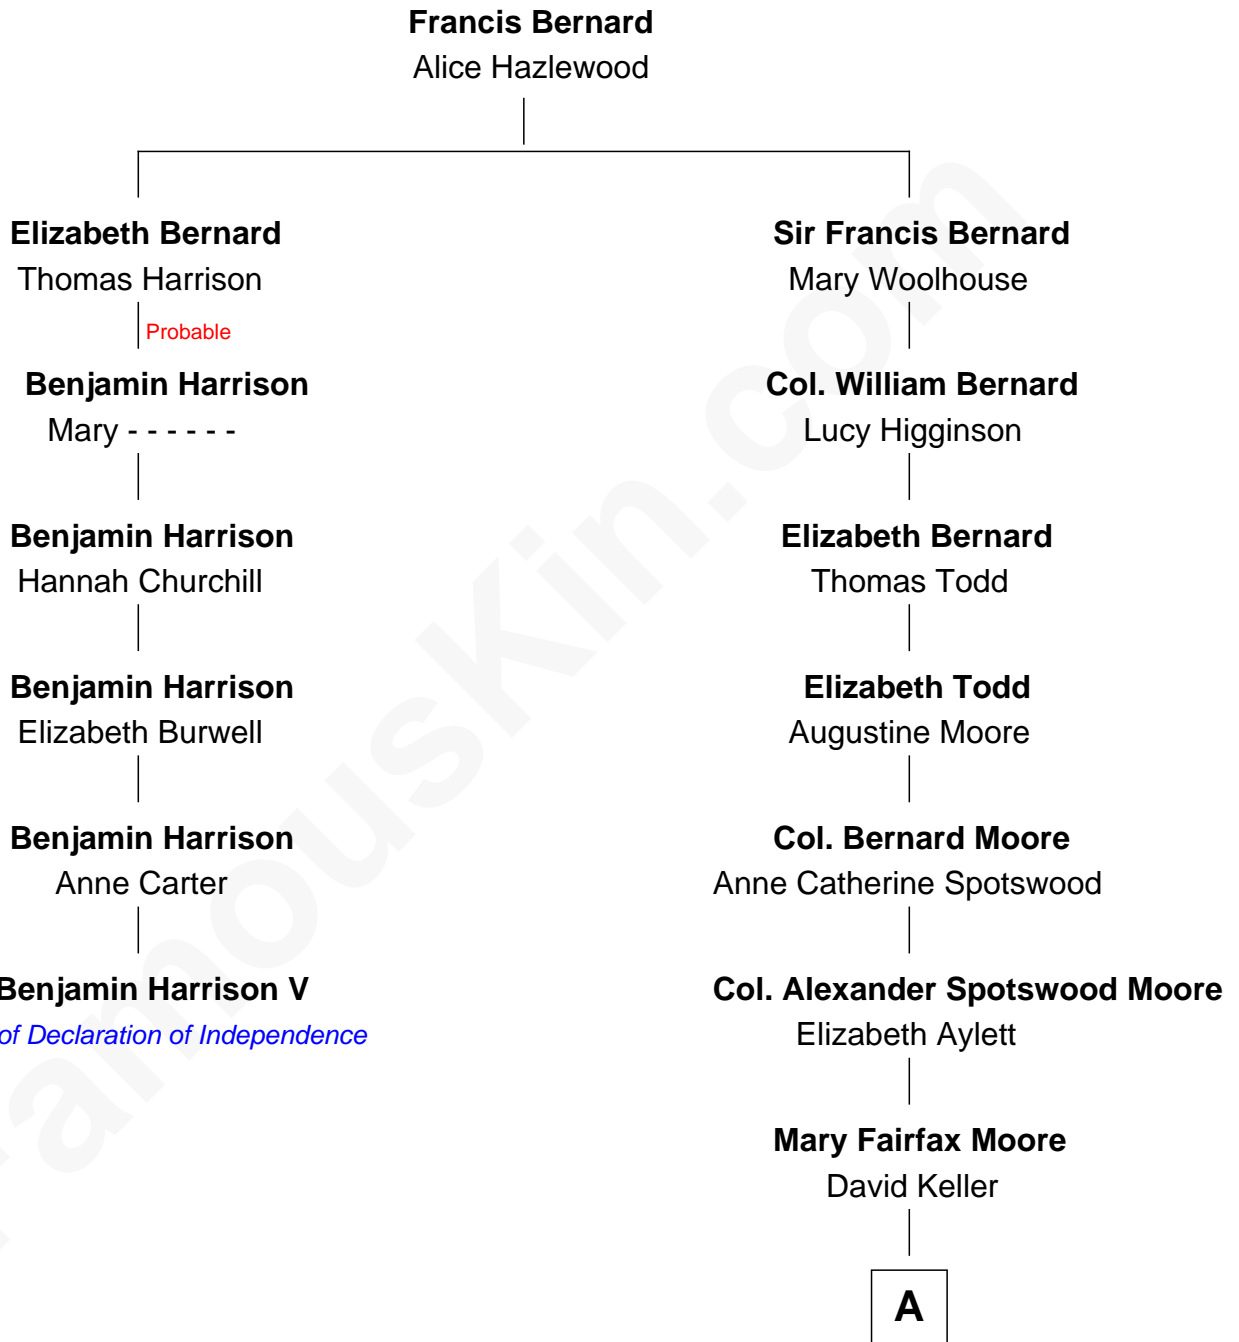 Francis Bernard
Alice Hazlewood
Elizabeth Bernard
Thomas Harrison
Probable
Benjamin Harrison
Mary - - - - - -
Benjamin Harrison
Hannah Churchill
Benjamin Harrison
Elizabeth Burwell
Benjamin Harrison
Anne Carter
Benjamin Harrison V
of Declaration of Independence
Sir Francis Bernard
Mary Woolhouse
Col. William Bernard
Lucy Higginson
Elizabeth Bernard
Thomas Todd
Elizabeth Todd
Augustine Moore
Col. Bernard Moore
Anne Catherine Spotswood
Col. Alexander Spotswood Moore
Elizabeth Aylett
Mary Fairfax Moore
David Keller
A
FamousKin.com